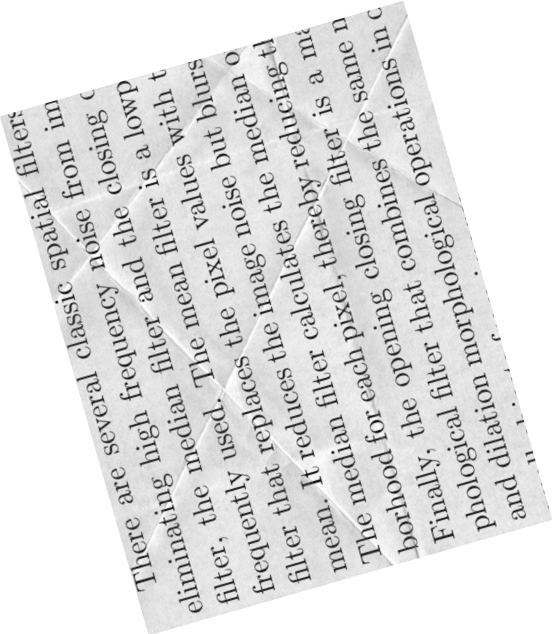 There are several classic spatial filters
eliminating high frequency noise from im
filter, the median filter and the closing
frequently used. The mean filter is a lowp
filter that replaces the pixel values with t
mean. It reduces the image noise but blurs
The median filter calculates the median o
borhood for each pixel, thereby reducing t
Finally, the opening closing filter is a m
phological filter that combines the same n
and dilation morphological operations in